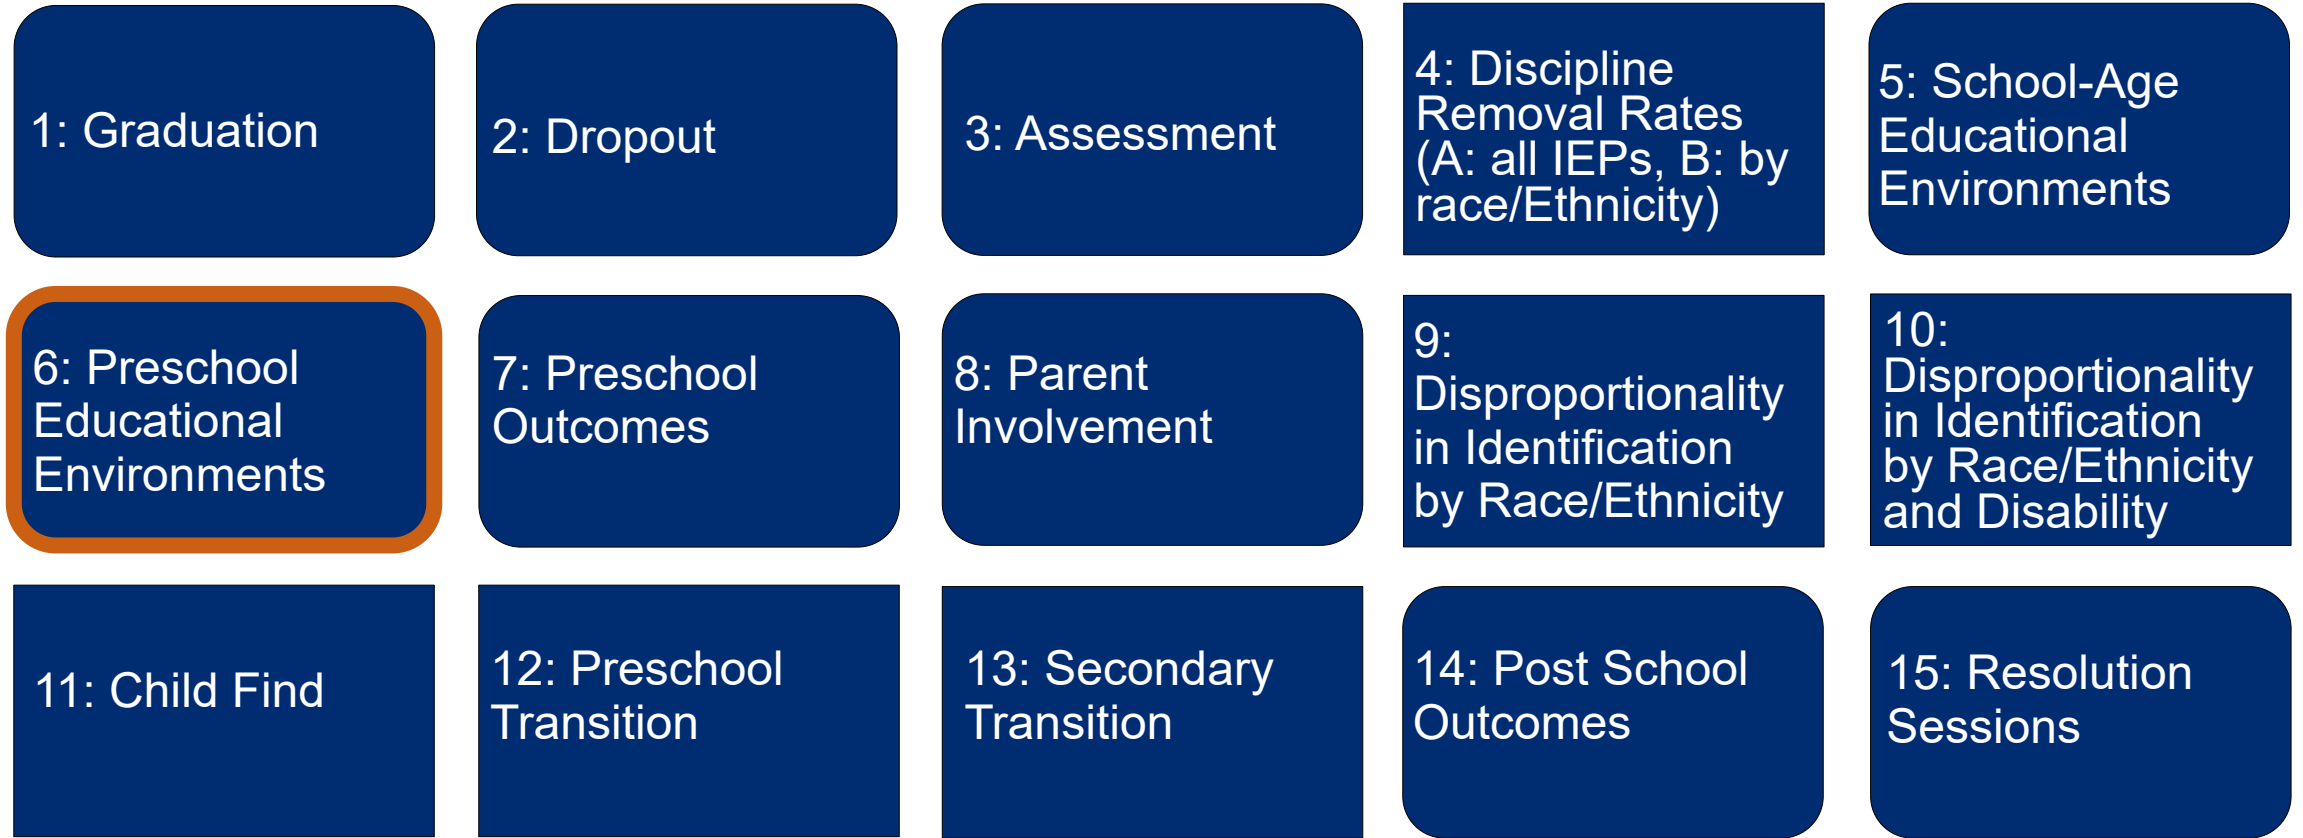 1: Graduation
2: Dropout
3: Assessment
4: Discipline
Removal Rates
(A: all IEPs, B: by
race/Ethnicity)
5: School-Age
Educational
Environments
6: Preschool
Educational
Environments
7: Preschool
Outcomes
8: Parent
Involvement
9:
Disproportionality
in Identification
by Race/Ethnicity
10:
Disproportionality
in Identification
by Race/Ethnicity
and Disability
11: Child Find
12: Preschool
Transition
13: Secondary
Transition
14: Post School
Outcomes
15: Resolution
Sessions